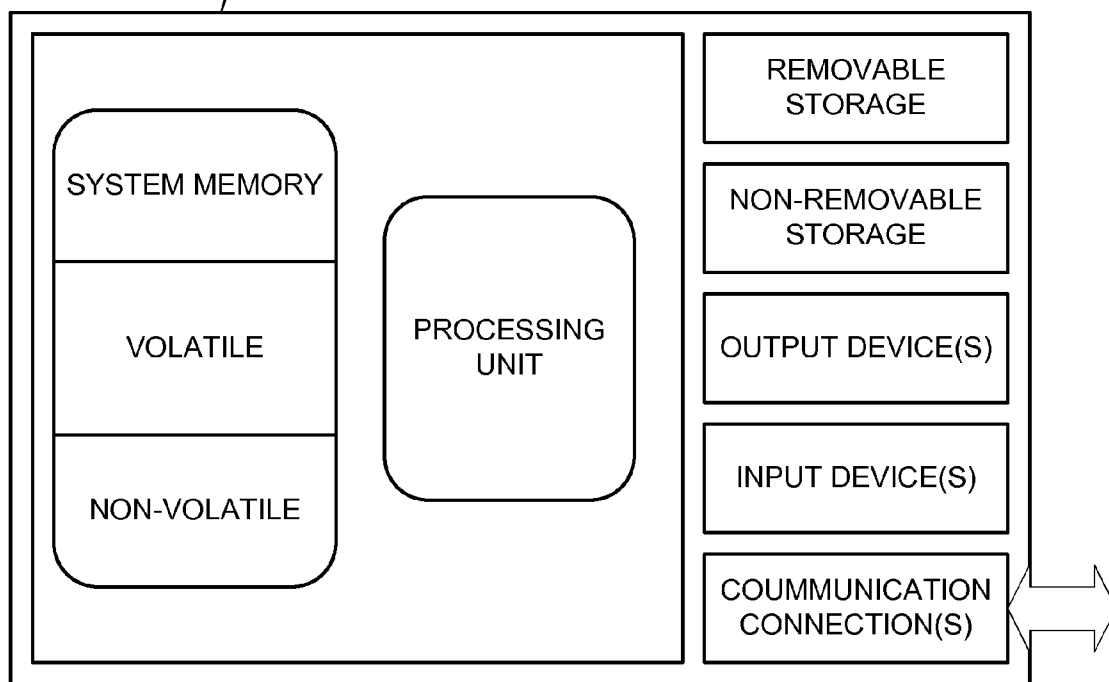 SYSTEM MEMORY
VOLATILE
NON-VOLATILE
PROCESSING
UNIT
REMOVABLE
STORAGE
NON-REMOVABLE
STORAGE
OUTPUT DEVICE(S)
INPUT DEVICE(S)
COUMMUNICATION
CONNECTION(S)